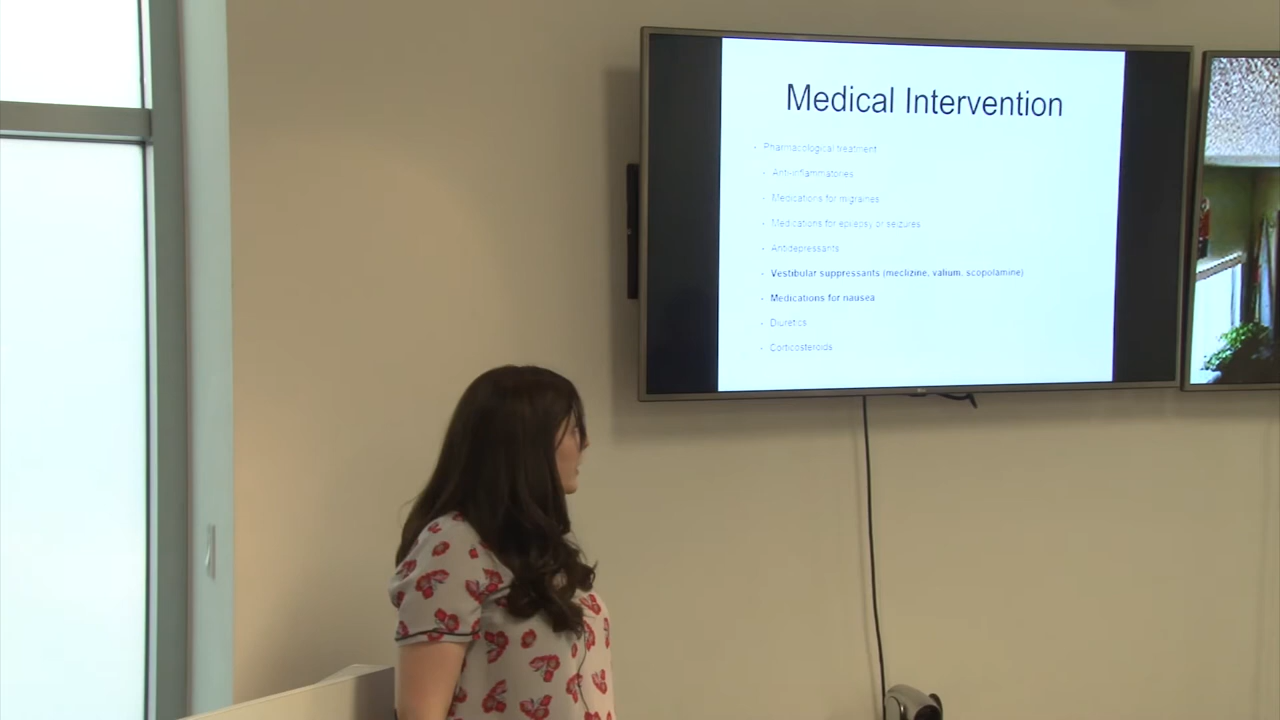 Medical Intervention
- Pharmacological treatment
- Anti-inflammatories
- Medications for migraines
- Medications for epilepsy or seizures
- Antidepressants
- Vestibular suppressants (meclizine, valium, scopolamine)
- Medications for nausea
- Diuretics
- Corticosteroids